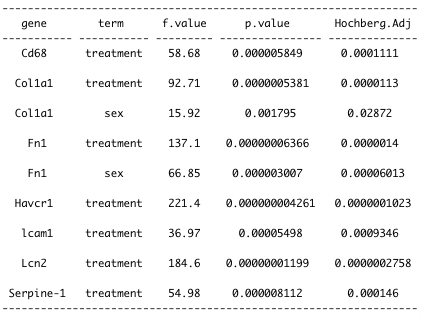 gene term f.value p.value Hochberg.Adj
Cd68 treatment 58.68 0.000005849 0.0001111
Col1a1 treatment 92.71 0.0000005381 0.0000113
Col1a1 sex 15.92 0.001795 0.02872
Fn1 treatment 137.1 0.00000006366 0.0000014
Fn1 sex 66.85 0.000003007 0.00006013
Havcr1 treatment 221.4 0.000000004261 0.0000001023
lcam1 treatment 36.97 0.00005498 0.0009346
Lcn2 treatment 184.6 0.00000001199 0.0000002758
Serpine-1 treatment 54.98 0.000008112 0.000146